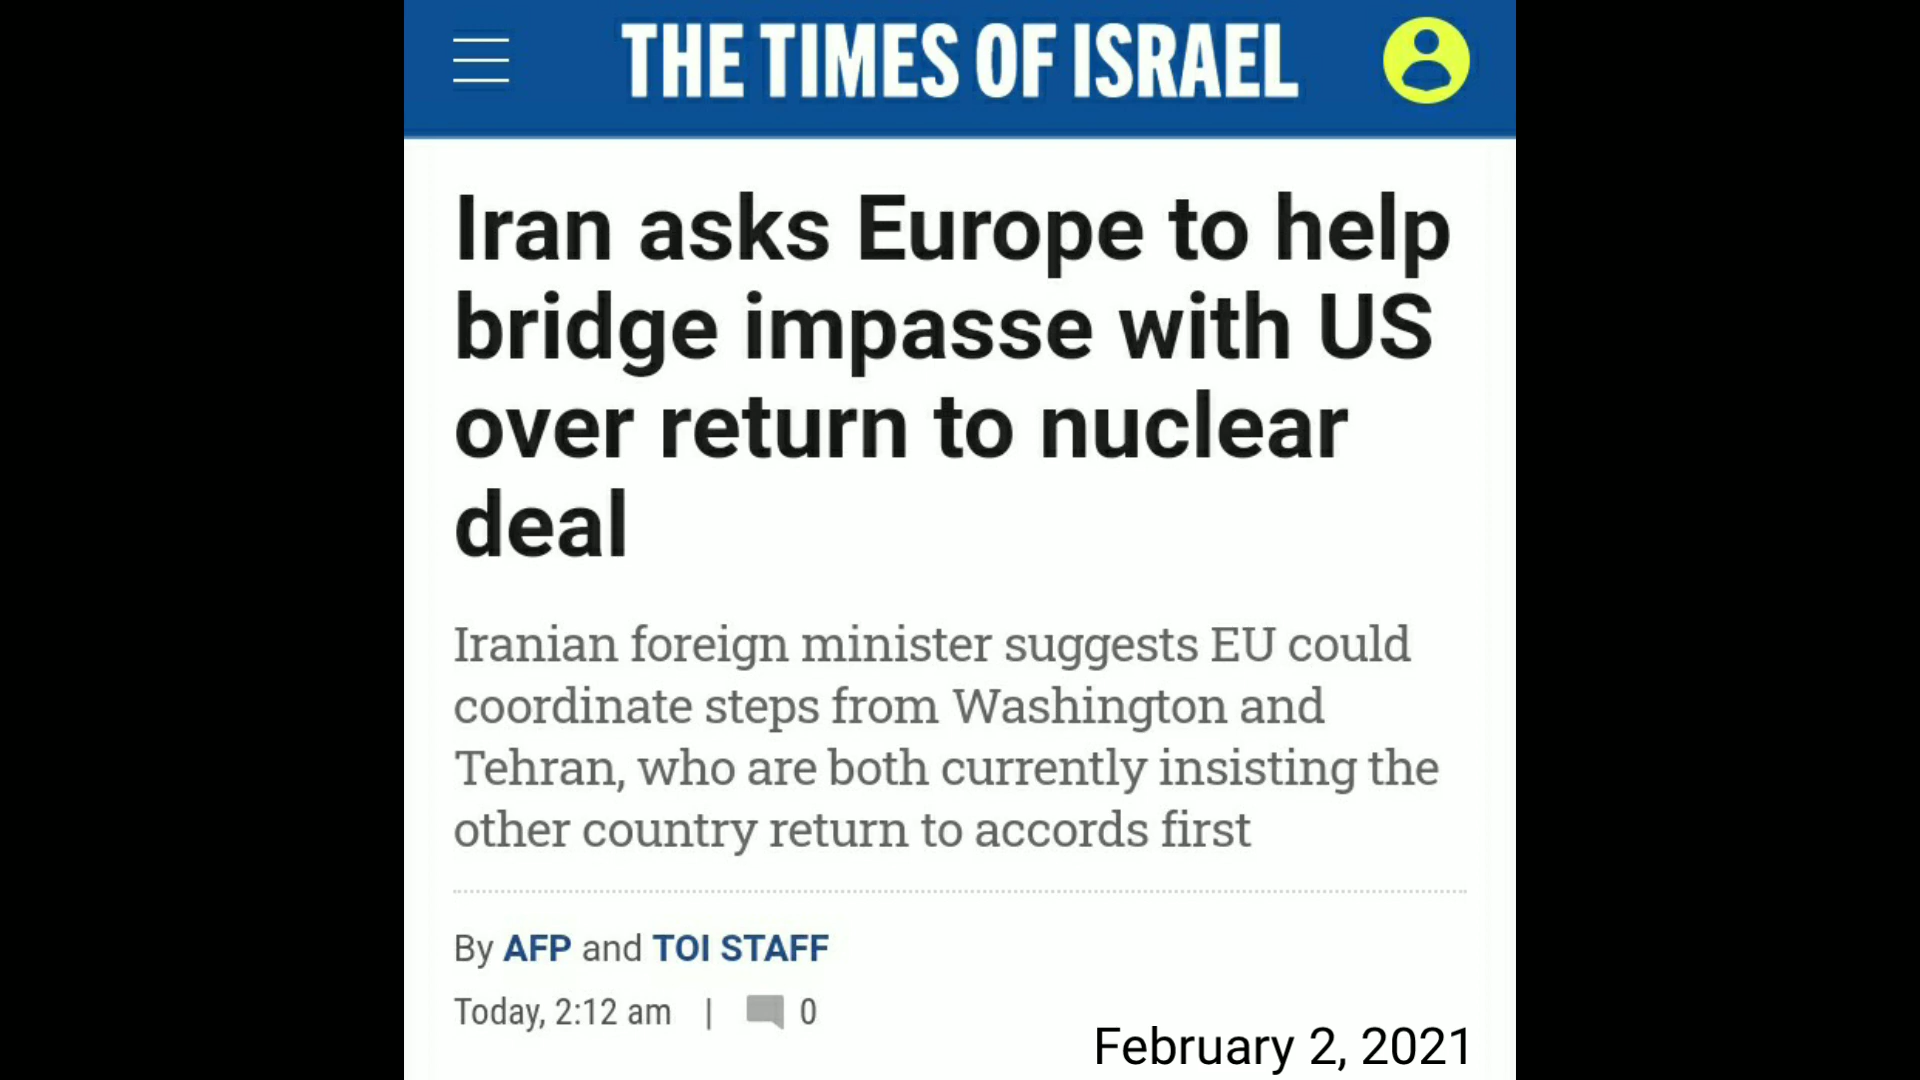 THE TIMES OF ISRAEL
Iran asks Europe to help
bridge impasse with US
over return to nuclear
deal
Iranian foreign minister suggests EU could
coordinate steps from Washington and
Tehran, who are both currently insisting the
other country return to accords first
By AFP and TOI STAFF
Today, 2:12 am | 0
February 2, 2021